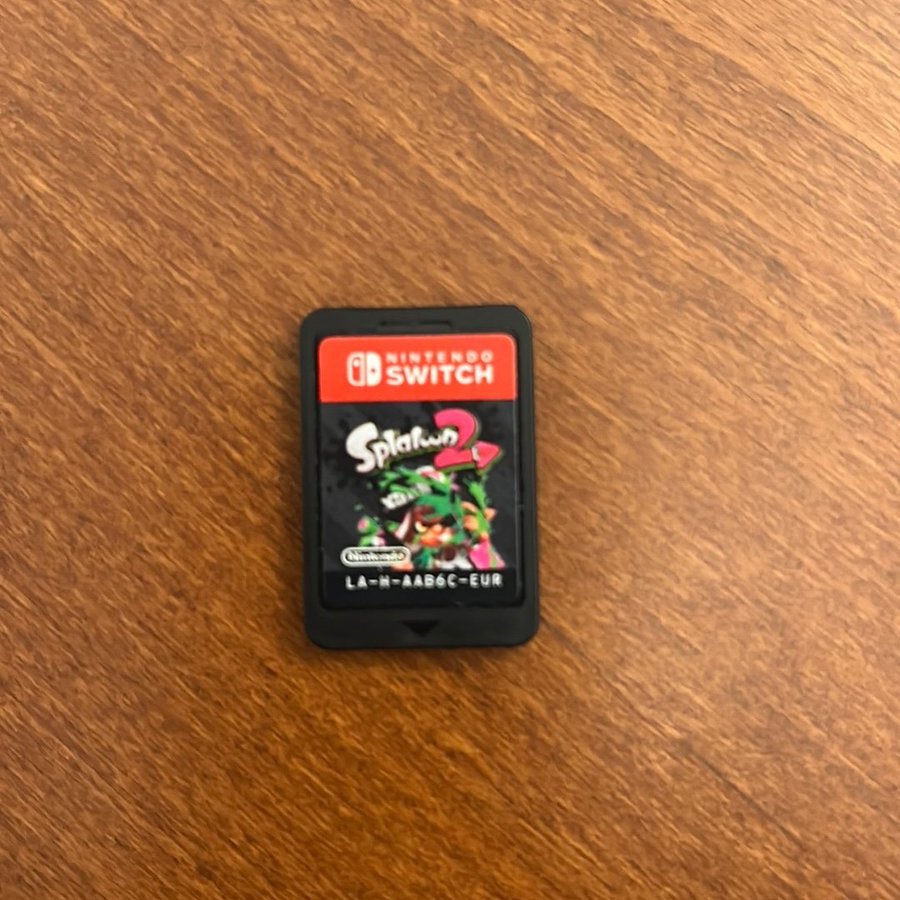 NINTENDO
SWITCH
Splatoon 2
Nintendo
LA-H-AAB6C-EUR